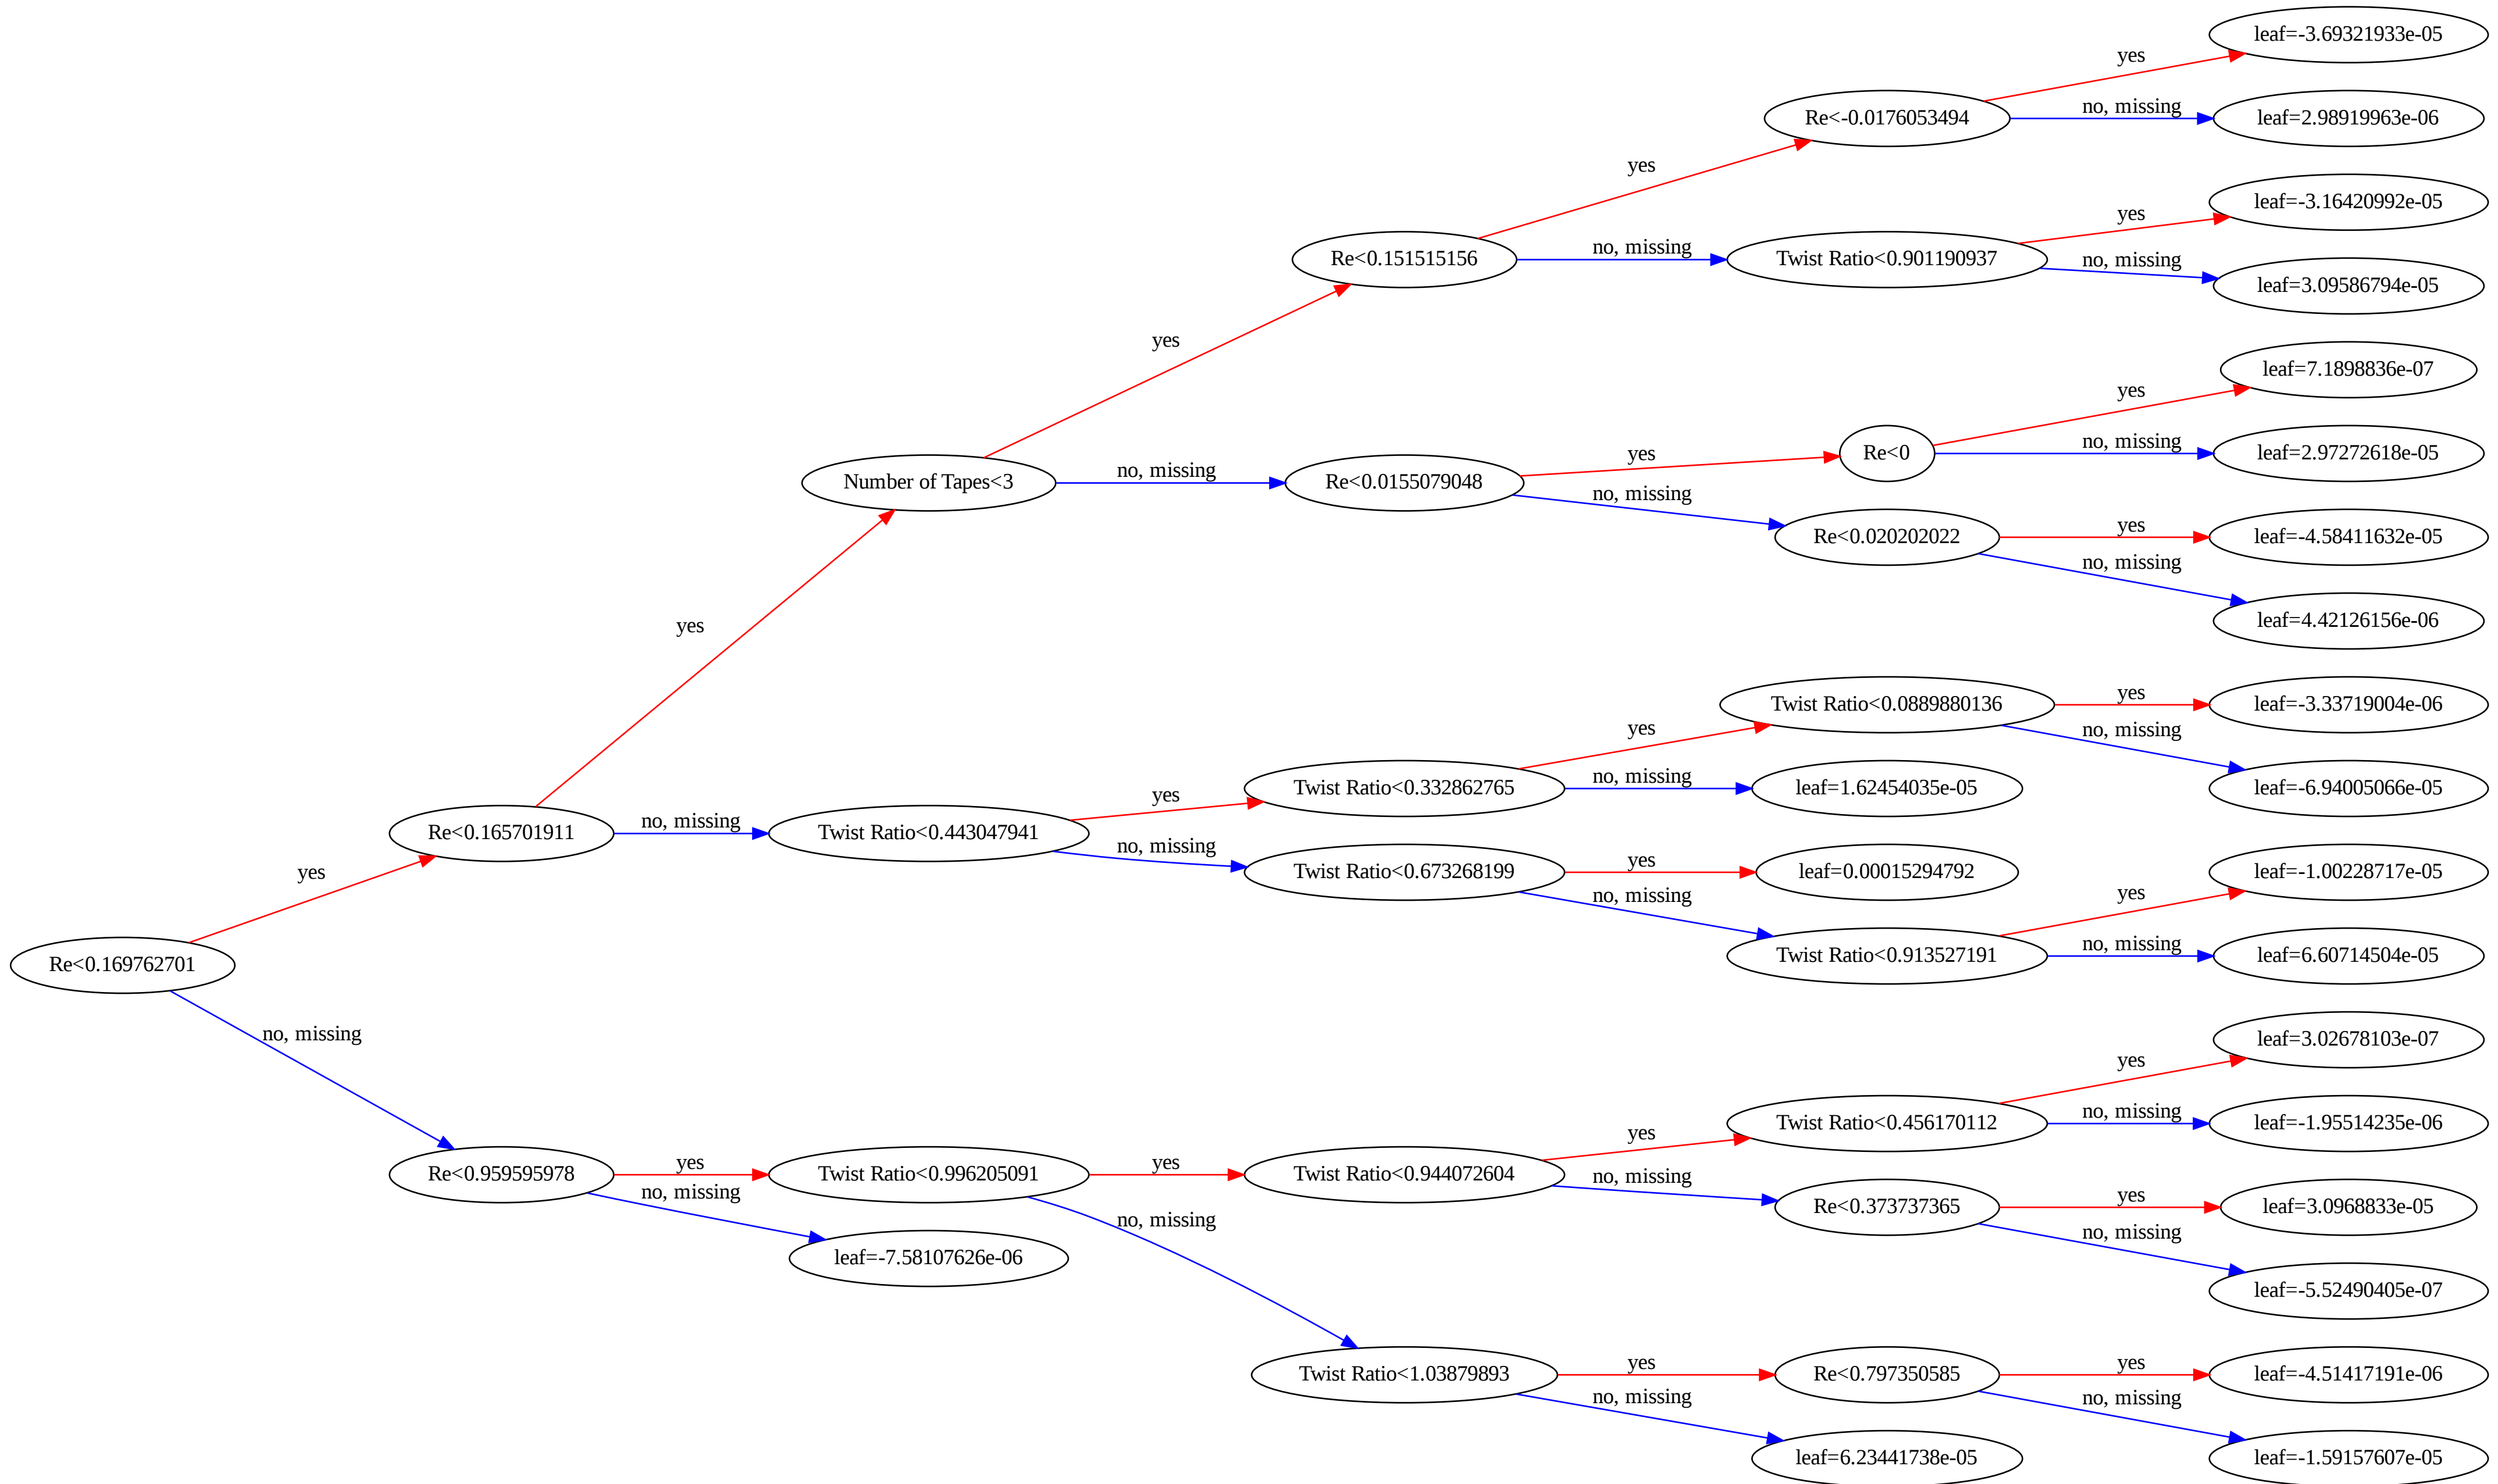 leaf=-3.69321933e-05
yes
Re<-0.0176053494
no, missing
leaf=2.98919963e-06
yes
leaf=-3.16420992e-05
yes
Re<0.151515156
no, missing
Twist Ratio<0.901190937
no, missing
leaf=3.09586794e-05
yes
leaf=7.1898836e-07
yes
Number of Tapes<3
no, missing
Re<0.0155079048
yes
Re<0
no, missing
leaf=2.97272618e-05
no, missing
Re<0.020202022
yes
leaf=-4.58411632e-05
no, missing
leaf=4.42126156e-06
yes
Twist Ratio<0.0889880136
yes
leaf=-3.33719004e-06
yes
no, missing
Twist Ratio<0.332862765
no, missing
leaf=1.62454035e-05
leaf=-6.94005066e-05
Re<0.165701911
no, missing
Twist Ratio<0.443047941
yes
no, missing
Twist Ratio<0.673268199
yes
leaf=0.00015294792
yes
leaf=-1.00228717e-05
yes
no, missing
Twist Ratio<0.913527191
no, missing
leaf=6.60714504e-05
Re<0.169762701
no, missing
leaf=3.02678103e-07
yes
Twist Ratio<0.456170112
no, missing
leaf=-1.95514235e-06
Re<0.959595978
yes
Twist Ratio<0.996205091
yes
Twist Ratio<0.944072604
yes
no, missing
Re<0.373737365
yes
leaf=3.0968833e-05
no, missing
leaf=-7.58107626e-06
no, missing
no, missing
leaf=-5.52490405e-07
Twist Ratio<1.03879893
yes
Re<0.797350585
yes
leaf=-4.51417191e-06
no, missing
leaf=6.23441738e-05
no, missing
leaf=-1.59157607e-05